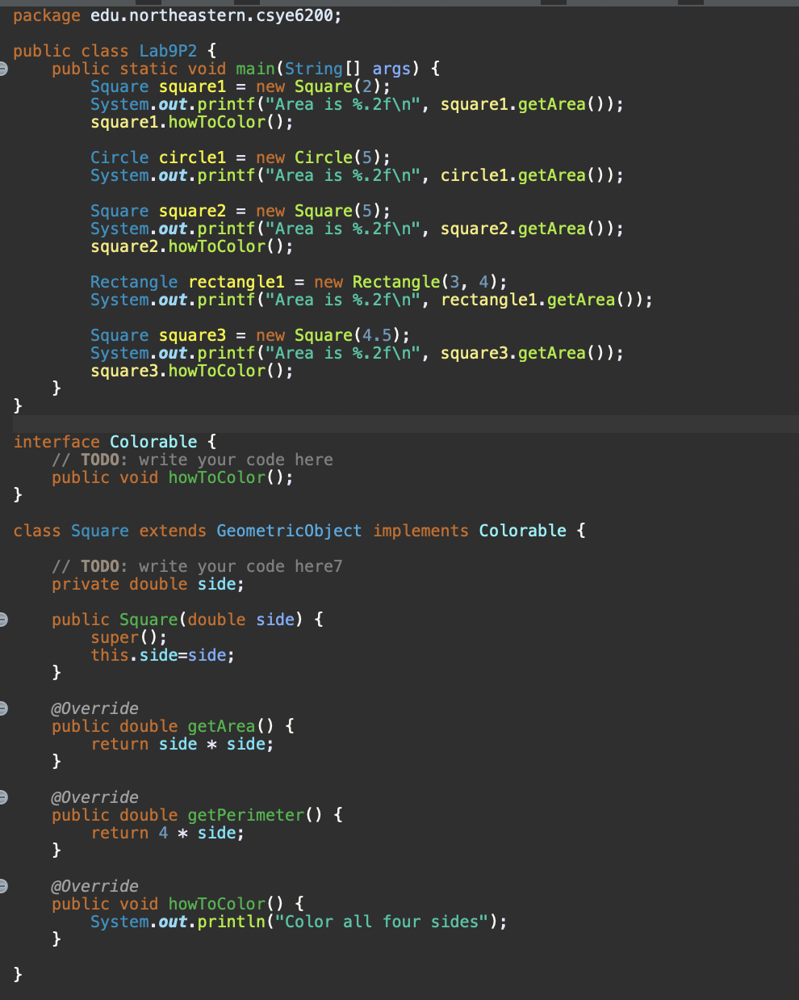 package edu.northeastern.csye6200;

public class Lab9P2 {
    public static void main(String[] args) {
        Square square1 = new Square(2);
        System.out.printf("Area is %.2f\n", square1.getArea());
        square1.howToColor();

        Circle circle1 = new Circle(5);
        System.out.printf("Area is %.2f\n", circle1.getArea());

        Square square2 = new Square(5);
        System.out.printf("Area is %.2f\n", square2.getArea());
        square2.howToColor();

        Rectangle rectangle1 = new Rectangle(3, 4);
        System.out.printf("Area is %.2f\n", rectangle1.getArea());

        Square square3 = new Square(4.5);
        System.out.printf("Area is %.2f\n", square3.getArea());
        square3.howToColor();
    }
}

interface Colorable {
    // TODO: write your code here
    public void howToColor();
}

class Square extends GeometricObject implements Colorable {

    // TODO: write your code here7
    private double side;

    public Square(double side) {
        super();
        this.side=side;
    }

    @Override
    public double getArea() {
        return side * side;
    }

    @Override
    public double getPerimeter() {
        return 4 * side;
    }

    @Override
    public void howToColor() {
        System.out.println("Color all four sides");
    }

}